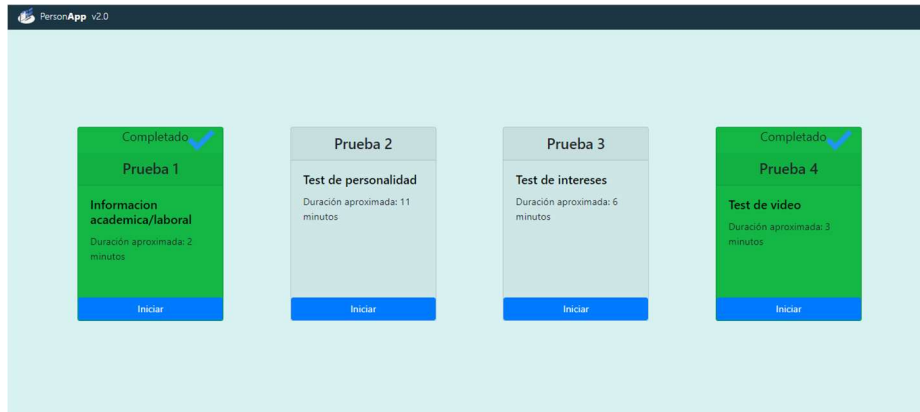 PersonApp v2.0
Completado
Prueba 1
Informacion
academica/laboral
Duración aproximada: 2
minutos
Iniciar
Prueba 2
Test de personalidad
Duración aproximada: 11
minutos
Iniciar
Prueba 3
Test de intereses
Duración aproximada: 6
minutos
Iniciar
Completado
Prueba 4
Test de video
Duración aproximada: 3
minutos
Iniciar